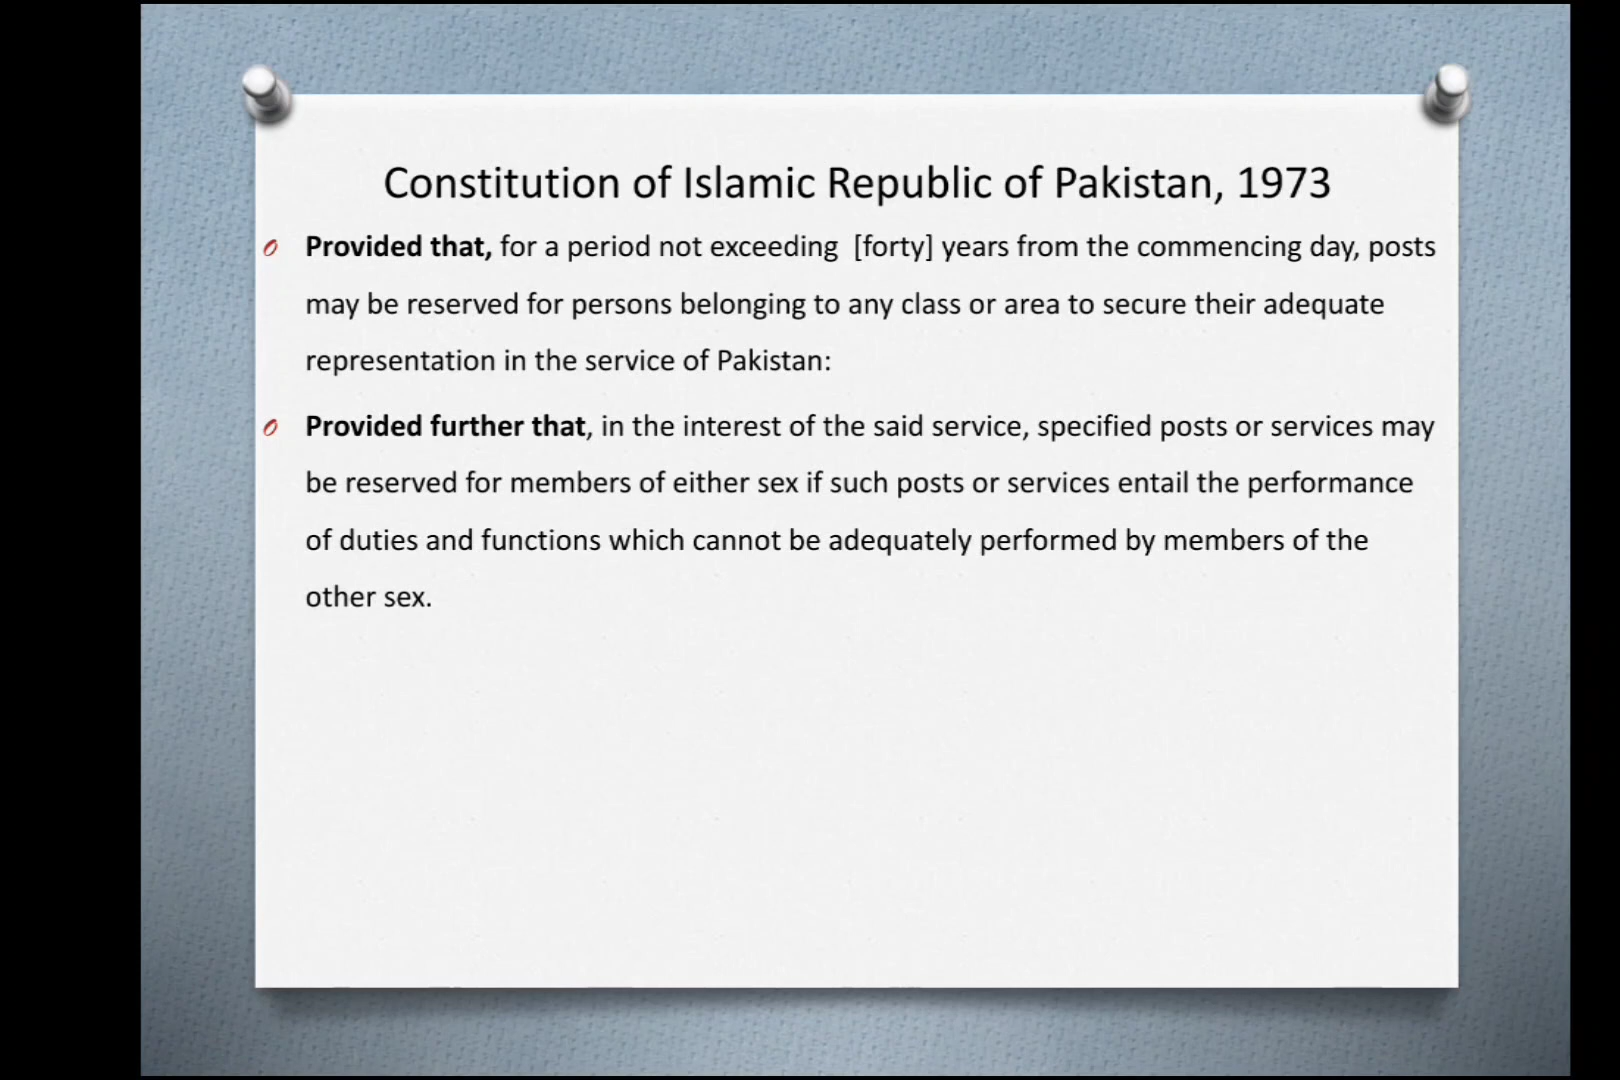 Constitution of Islamic Republic of Pakistan, 1973
Provided that, for a period not exceeding [forty] years from the commencing day, posts
may be reserved for persons belonging to any class or area to secure their adequate
representation in the service of Pakistan:
Provided further that, in the interest of the said service, specified posts or services may
be reserved for members of either sex if such posts or services entail the performance
of duties and functions which cannot be adequately performed by members of the
other sex.